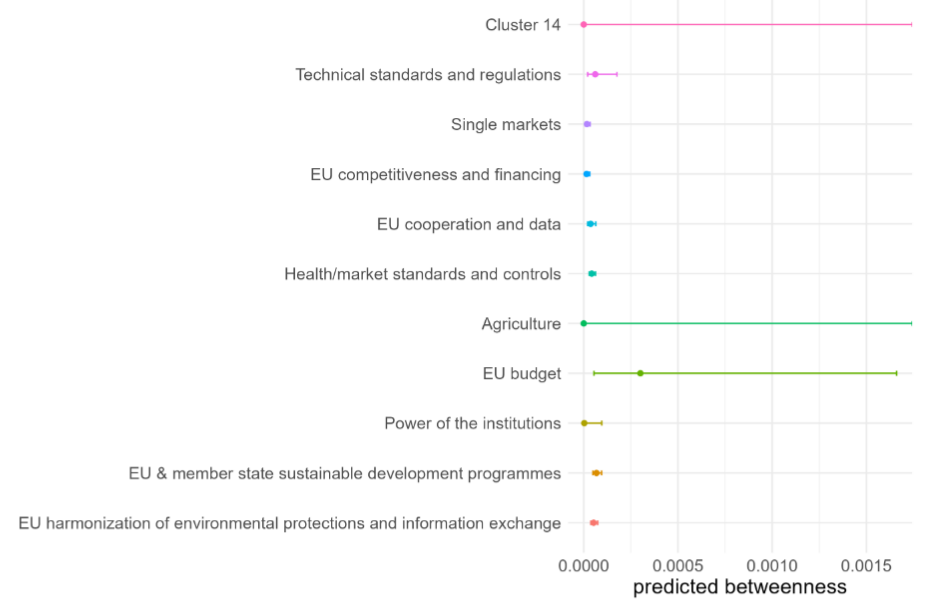 Cluster 14
Technical standards and regulations
Single markets
EU competitiveness and financing
EU cooperation and data
Health/market standards and controls
Agriculture
EU budget
Power of the institutions
EU & member state sustainable development programmes
EU harmonization of environmental protections and information exchange
0.0000 0.0005 0.0010 0.0015
predicted betweenness